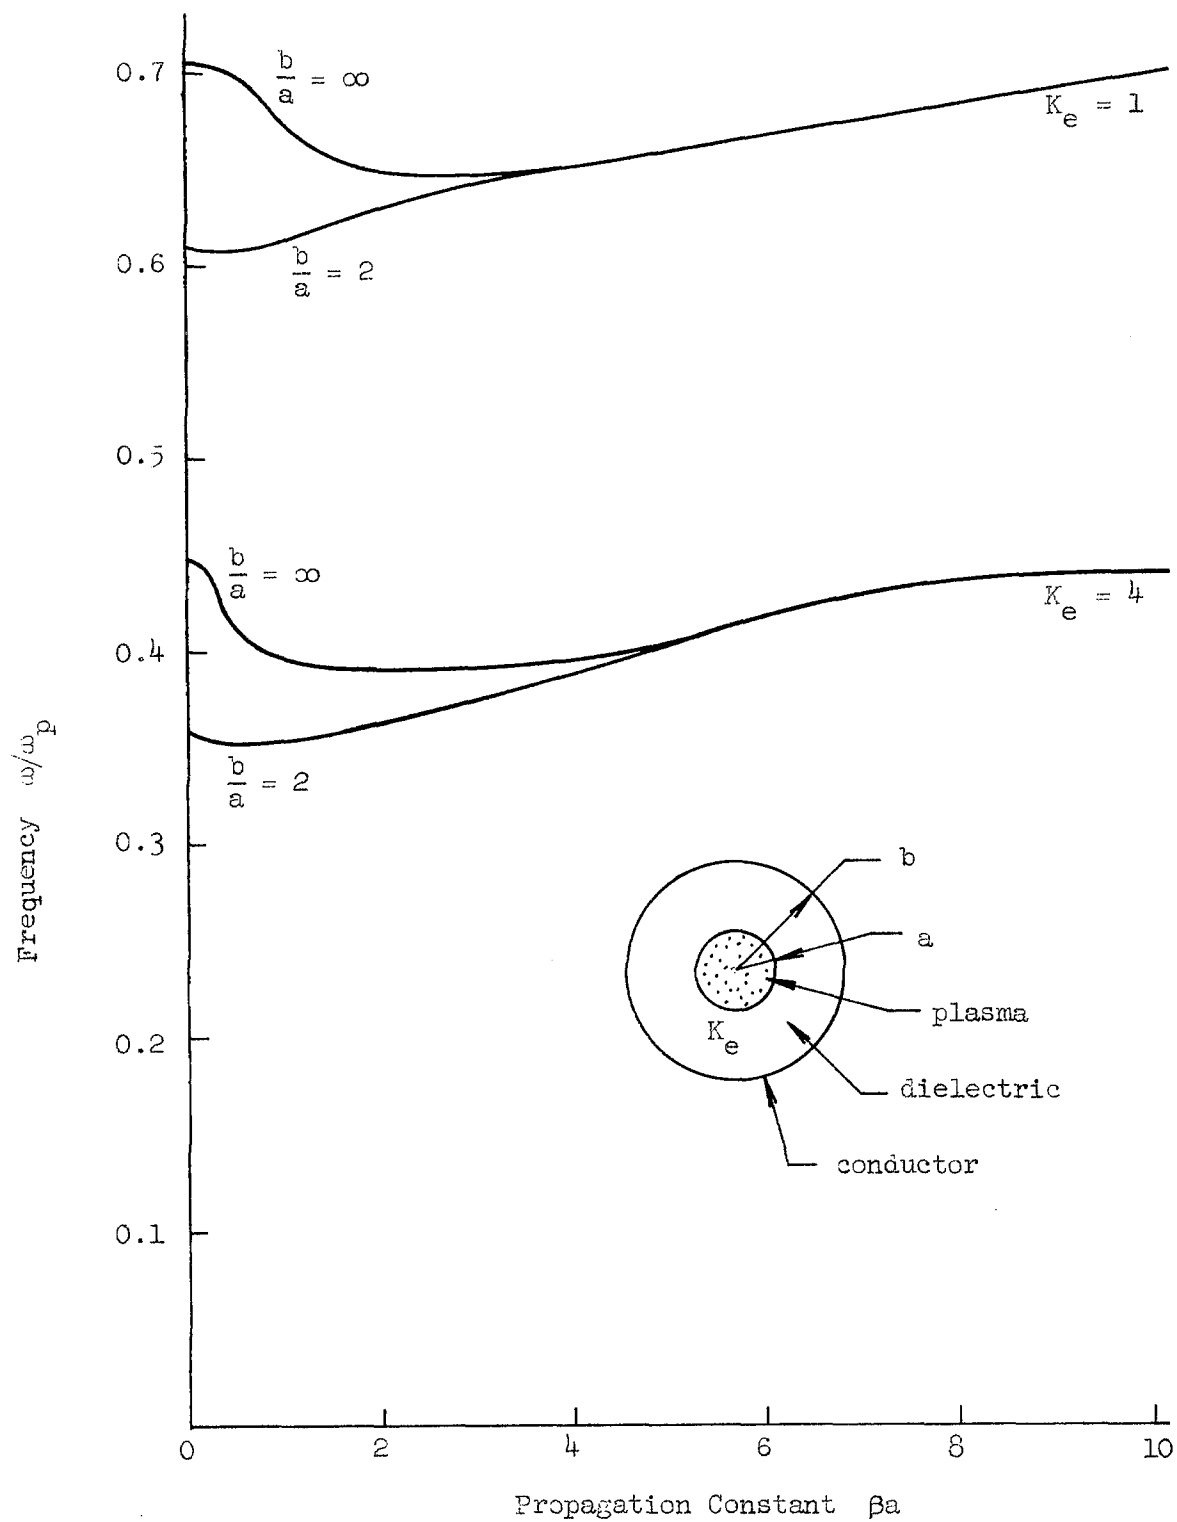 0.7
b/a = ∞
K_e = 1
0.6
b/a = 2
0.5
b/a = ∞
K_e = 4
0.4
b/a = 2
Frequency ω/ω_p
0.3
b
a
plasma
K_e
0.2
dielectric
conductor
0.1
0 2 4 6 8 10
Propagation Constant βa